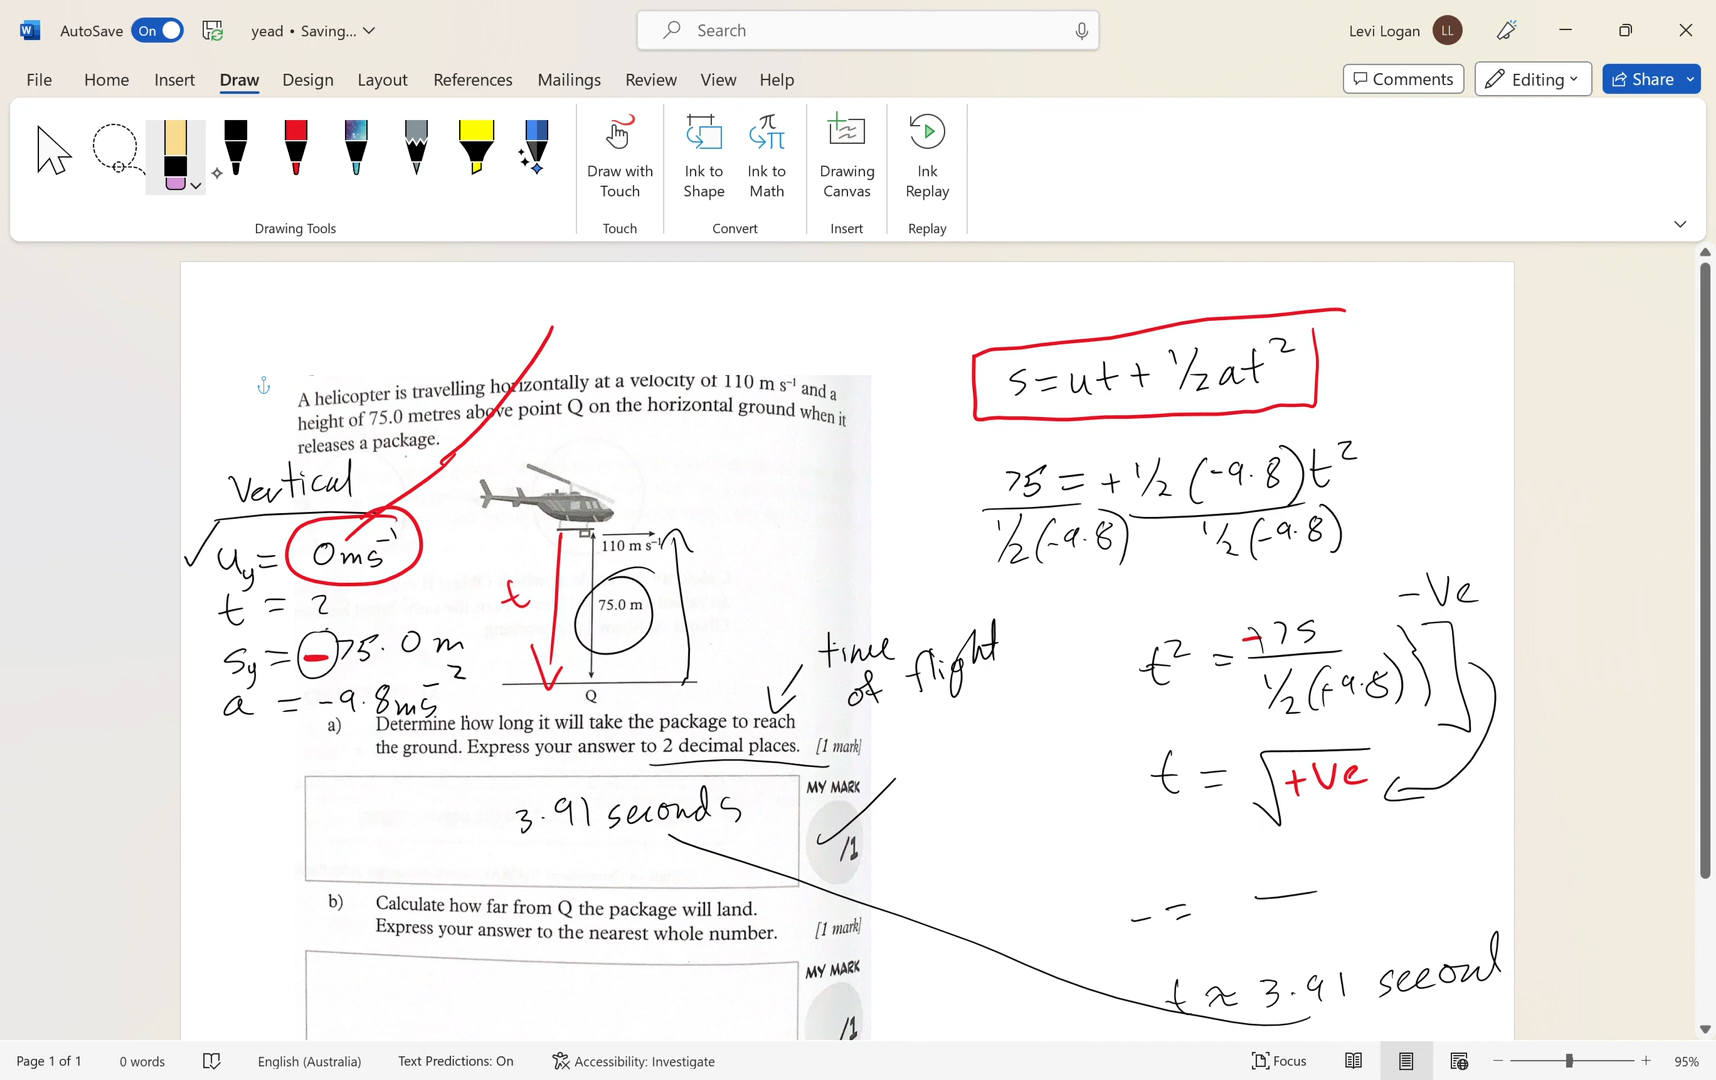 AutoSave On yead • Saving... Search Levi Logan LL
File Home Insert Draw Design Layout References Mailings Review View Help Comments Editing Share
Draw with Touch
Ink to Shape
Ink to Math
Drawing Canvas
Ink Replay
Drawing Tools Touch Convert Insert Replay
A helicopter is travelling horizontally at a velocity of 110 m s⁻¹ and a
height of 75.0 metres above point Q on the horizontal ground when it
releases a package.
Vertical
u_y = 0ms⁻¹
t = ?
s_y = -75.0 m
a = -9.8ms⁻²
110 m s⁻¹
t
75.0 m
Q
time of flight
a) Determine how long it will take the package to reach
the ground. Express your answer to 2 decimal places. [1 mark]
3.91 seconds
MY MARK
/1
b) Calculate how far from Q the package will land.
Express your answer to the nearest whole number. [1 mark]
MY MARK
/1
s = ut + 1/2 at²
75 = + 1/2 (-9.8)t²
1/2(-9.8) 1/2(-9.8)
-Ve
t² = -75
1/2(-9.8)
t = √+Ve
- = —
t ≈ 3.91 second
Page 1 of 1 0 words English (Australia) Text Predictions: On Accessibility: Investigate Focus 95%